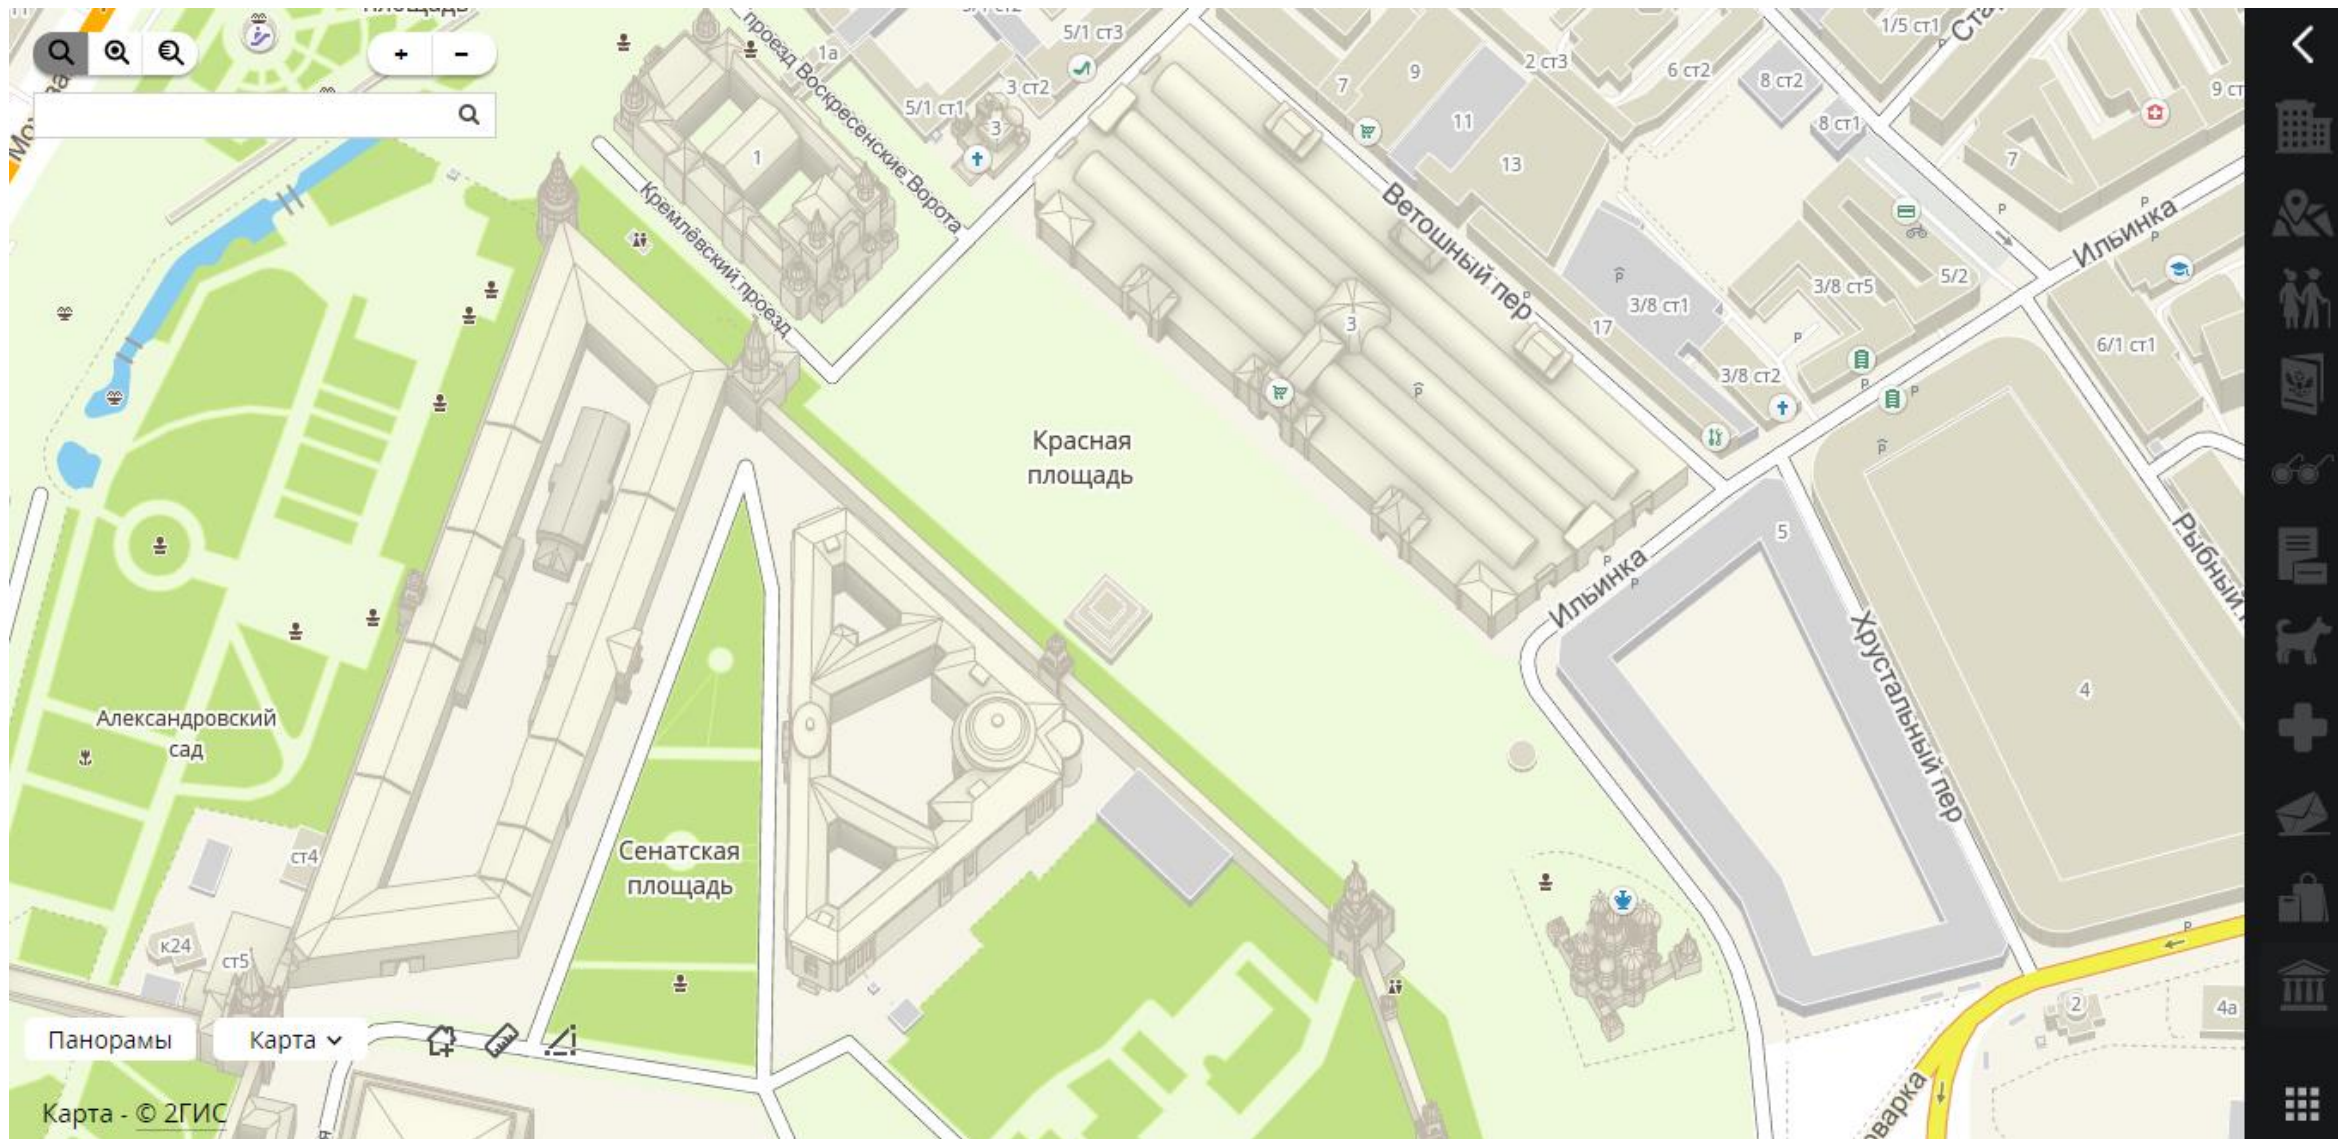 площадь
1а
5/1 ст3
1/5 ст1
7
9
2 ст3
6 ст2
8 ст2
5/1 ст1
3 ст2
3
11
8 ст1
13
7
1
проезд Воскресенские Ворота
Кремлёвский проезд
Ветошный пер
Ильинка
3/8 ст5
5/2
3/8 ст1
17
3
6/1 ст1
3/8 ст2
Красная
площадь
5
Ильинка
Рыбный
Хрустальный пер
4
Александровский
сад
Сенатская
площадь
ст4
к24
ст5
2
4а
Панорамы
Карта
Карта - © 2ГИС